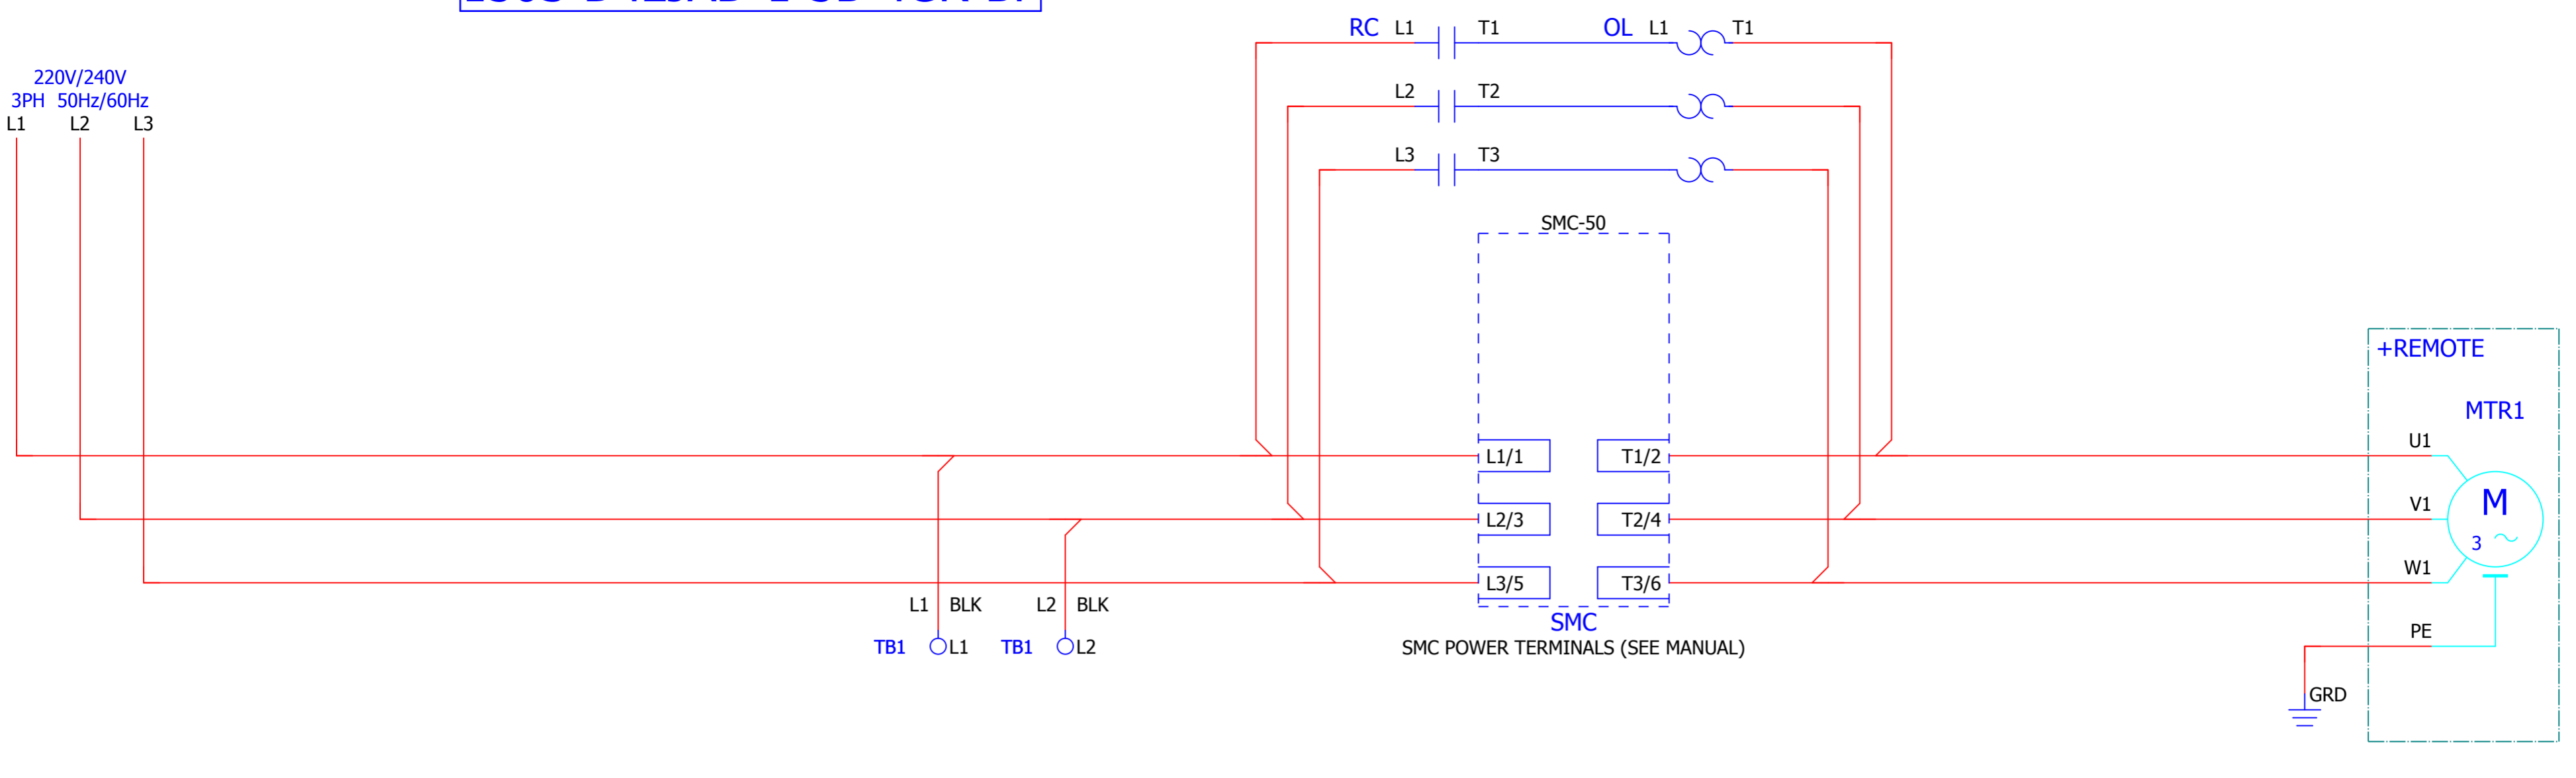 RC L1 T1 OL L1 T1
220V/240V
3PH 50Hz/60Hz
L1 L2 L3
L2 T2
L3 T3
SMC-50
+REMOTE
MTR1
U1
L1/1 T1/2
V1
M
3
L2/3 T2/4
W1
L3/5 T3/6
L1 BLK L2 BLK
SMC
PE
TB1 L1 TB1 L2
SMC POWER TERMINALS (SEE MANUAL)
GRD